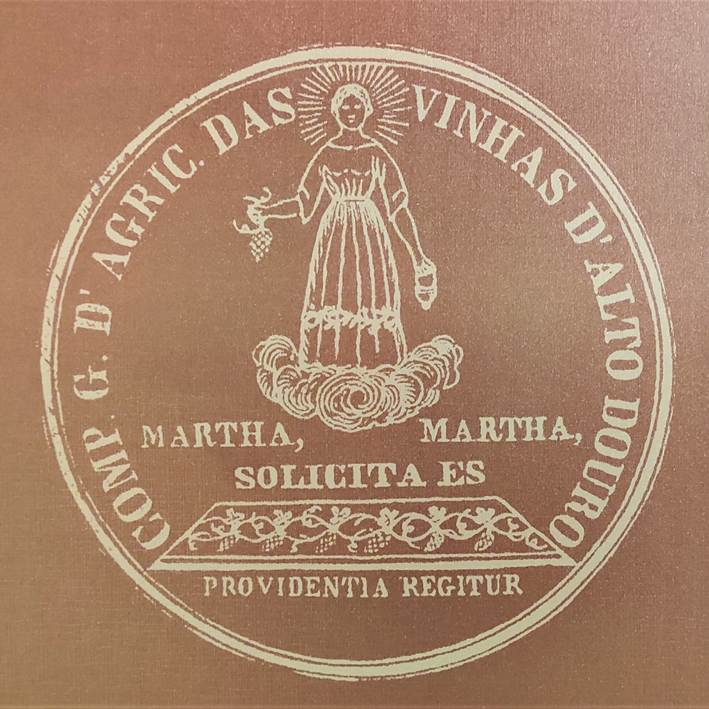 COMP. G. D' AGRIC. DAS VINHAS D'ALTO DOURO
MARTHA, MARTHA,
SOLICITA ES
PROVIDENTIA REGITUR